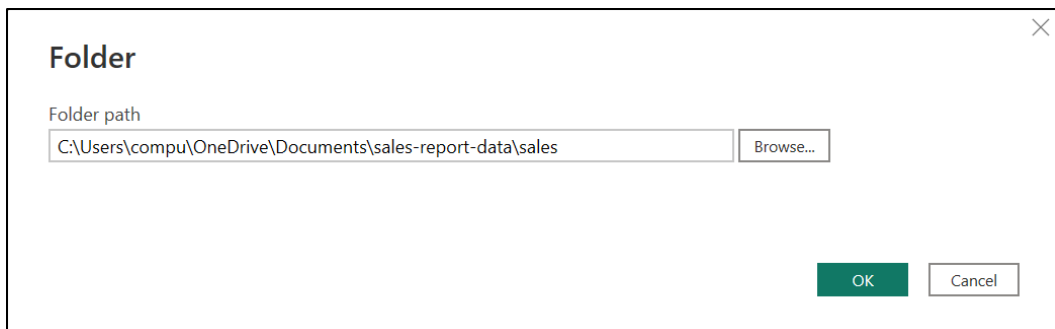 Folder
Folder path
C:\Users\compu\OneDrive\Documents\sales-report-data\sales
Browse...
OK
Cancel